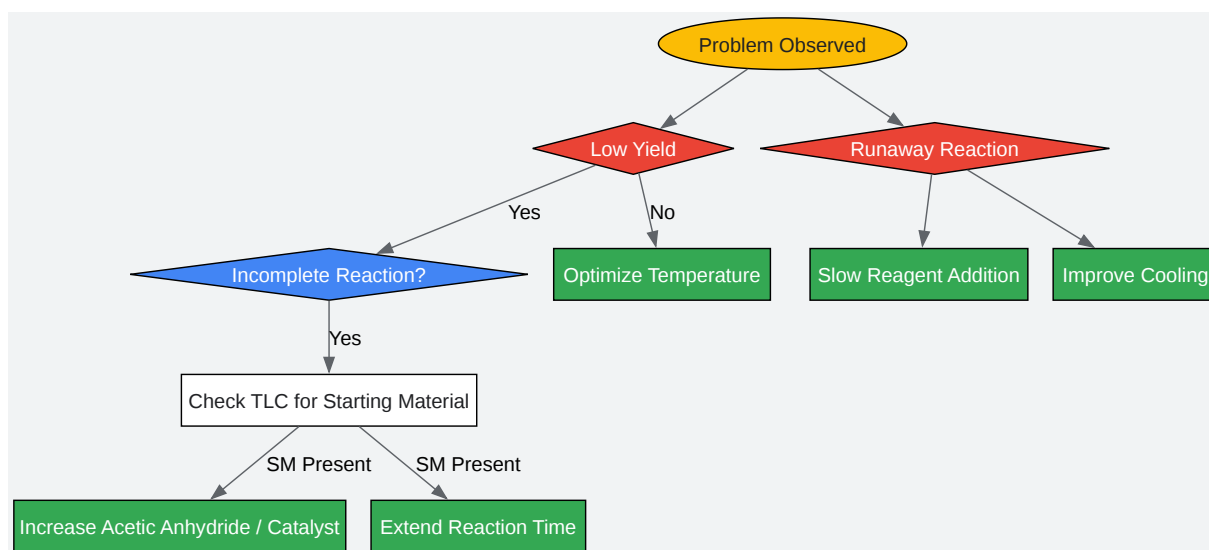 Problem Observed
Low Yield
Runaway Reaction
Yes
No
Incomplete Reaction?
Optimize Temperature
Slow Reagent Addition
Improve Cooling
Yes
Check TLC for Starting Material
SM Present
SM Present
Increase Acetic Anhydride / Catalyst
Extend Reaction Time